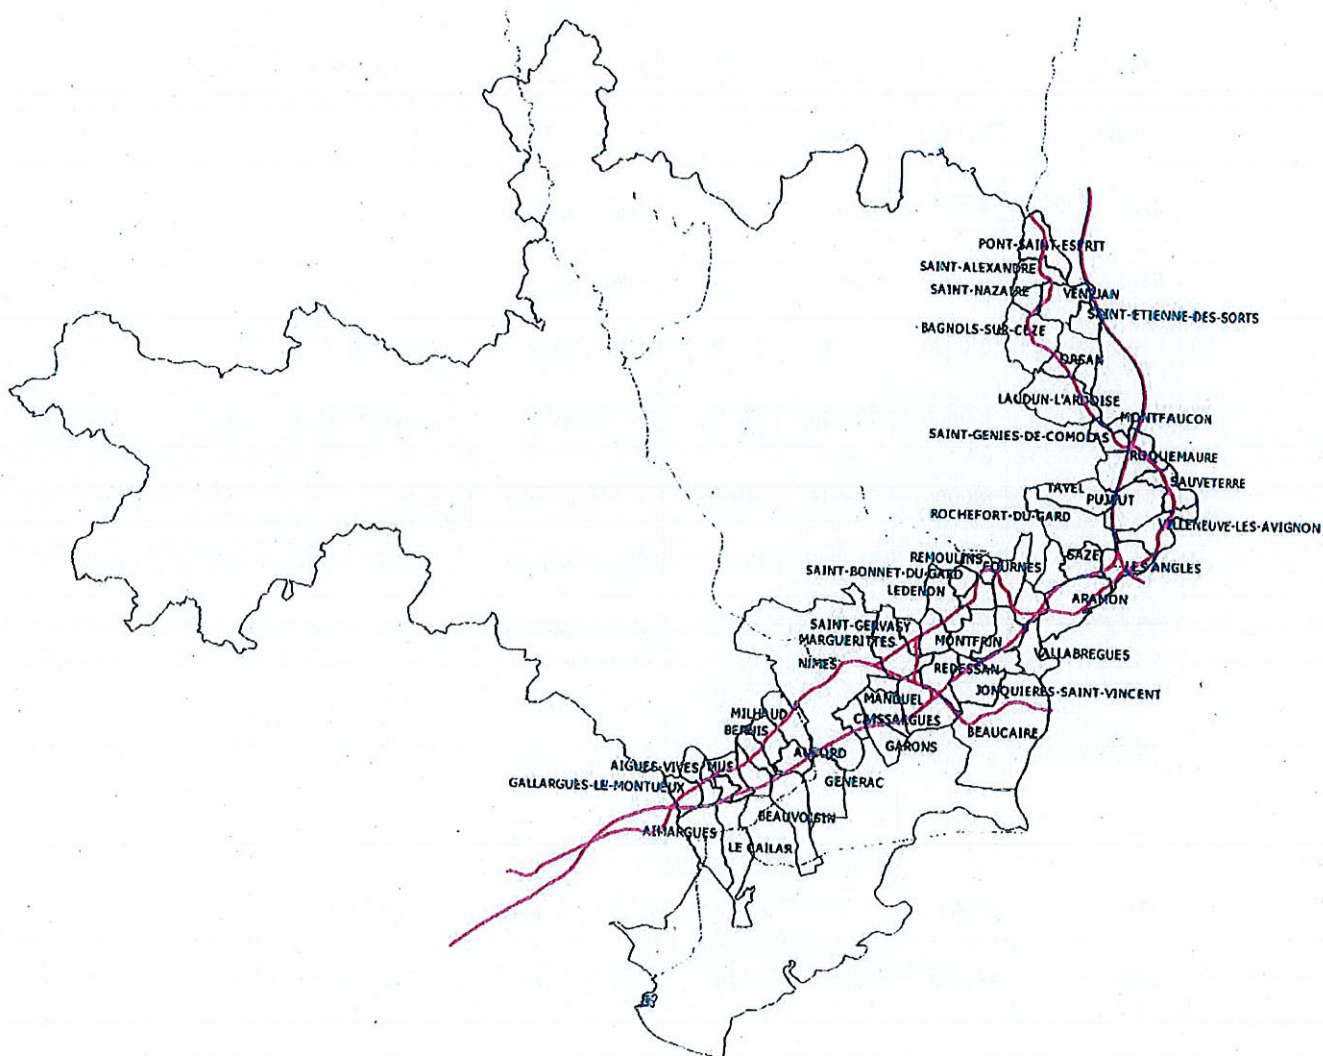 PONT-SAINT-ESPRIT
SAINT-ALEXANDRE
SAINT-NAZAIRE
VENEJAN
SAINT-ETIENNE-DES-SORTS
BAGNOLS-SUR-CEZE
ORSAN
LAUDUN-L'ARDOISE
MONTFAUCON
SAINT-GENIES-DE-COMOLAS
ROQUEMAURE
SAUVETERRE
TAVEL
PUJAUT
ROCHEFORT-DU-GARD
VILLENEUVE-LES-AVIGNON
SAZE
REMOULINS
FOURNES
LES ANGLES
SAINT-BONNET-DU-GARD
LEDENON
ARAMON
SAINT-GERVASY
MARGUERITTES
MONTFRIN
VALLABREGUES
NIMES
REDESSAN
JONQUIERES-SAINT-VINCENT
MANDUEL
MILHAUD
CAISSARGUES
BERNIS
BEAUCAIRE
GARONS
AUBORD
AIGUES-VIVES
MUS
GENERAC
GALLARGUES-LE-MONTUEUX
BEAUVOISIN
AIMARGUES
LE CAILAR